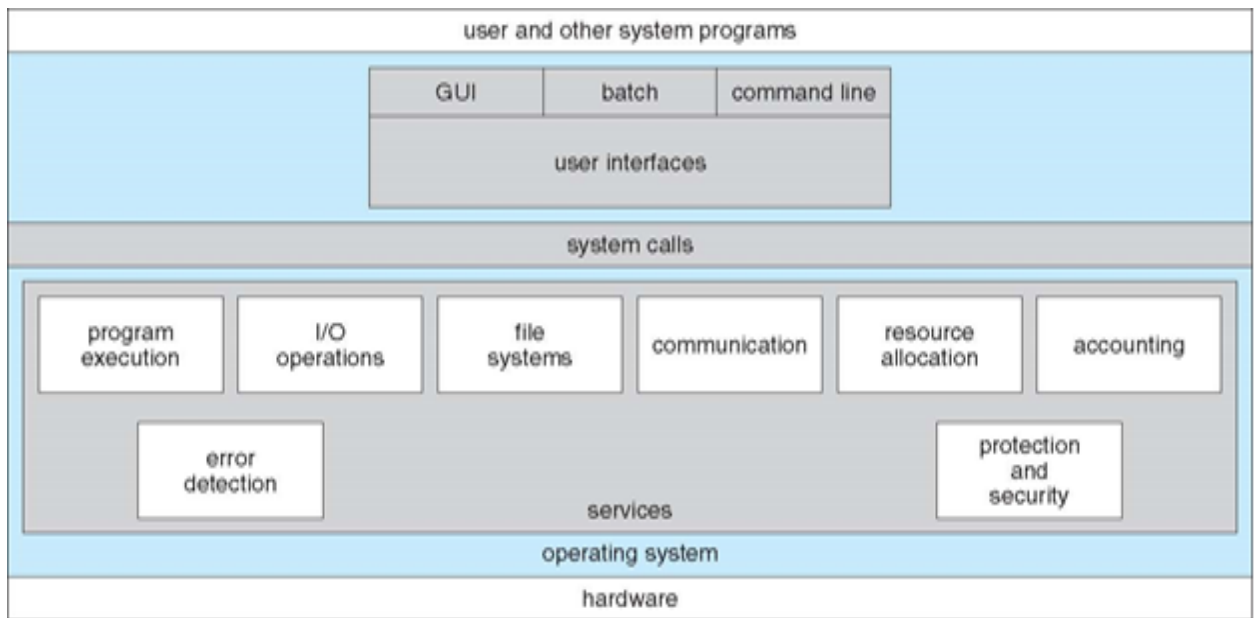 user and other system programs
GUI
batch
command line
user interfaces
system calls
program
execution
I/O
operations
file
systems
communication
resource
allocation
accounting
error
detection
protection
and
security
services
operating system
hardware